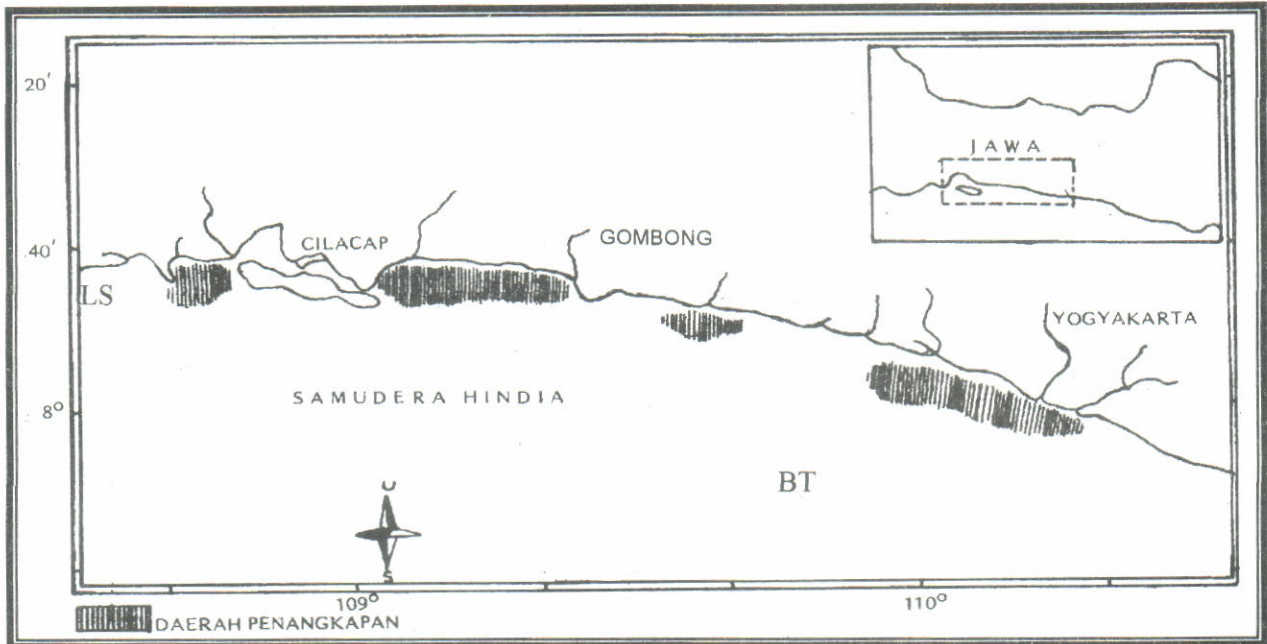 20'
JAWA
40'
CILACAP
GOMBONG
LS
YOGYAKARTA
SAMUDERA HINDIA
8°
BT
U
S
109°
110°
DAERAH PENANGKAPAN